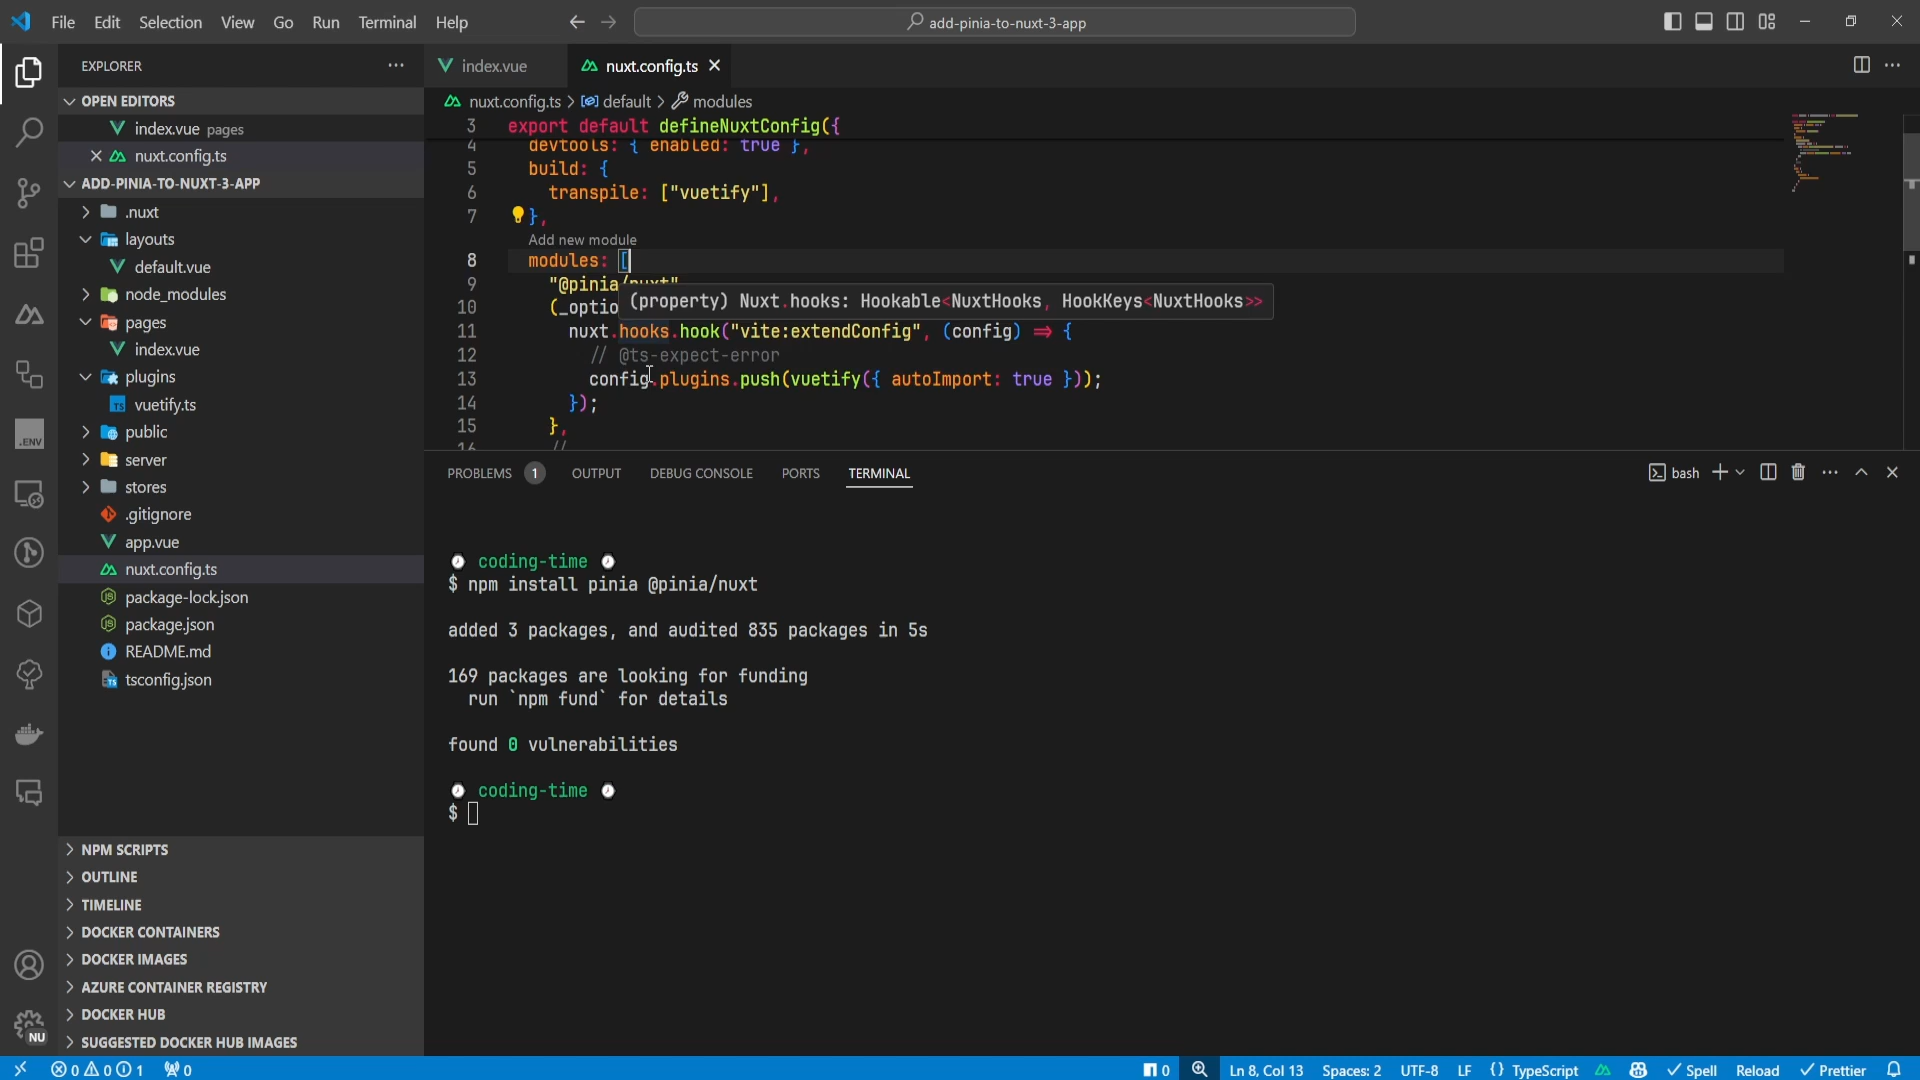 File Edit Selection View Go Run Terminal Help
add-pinia-to-nuxt-3-app
EXPLORER
OPEN EDITORS
index.vue pages
nuxt.config.ts
ADD-PINIA-TO-NUXT-3-APP
.nuxt
layouts
default.vue
node_modules
pages
index.vue
plugins
TS vuetify.ts
public
server
stores
.gitignore
app.vue
nuxt.config.ts
package-lock.json
package.json
README.md
tsconfig.json
NPM SCRIPTS
OUTLINE
TIMELINE
DOCKER CONTAINERS
DOCKER IMAGES
AZURE CONTAINER REGISTRY
DOCKER HUB
SUGGESTED DOCKER HUB IMAGES
.ENV
NU
index.vue nuxt.config.ts
nuxt.config.ts > default > modules
3 export default defineNuxtConfig({
4 devtools: { enabled: true },
5 build: {
6 transpile: ["vuetify"],
7 },
Add new module
8 modules: [
9 "@pinia/nuxt"
(property) Nuxt.hooks: Hookable<NuxtHooks, HookKeys<NuxtHooks>>
10 (_optio
11 nuxt.hooks.hook("vite:extendConfig", (config) => {
12 // @ts-expect-error
13 config.plugins.push(vuetify({ autoImport: true }));
14 });
15 },
16 //
PROBLEMS 1 OUTPUT DEBUG CONSOLE PORTS TERMINAL
bash
coding-time
$ npm install pinia @pinia/nuxt
added 3 packages, and audited 835 packages in 5s
169 packages are looking for funding
run `npm fund` for details
found 0 vulnerabilities
coding-time
$
0 0 1 0
0 Ln 8, Col 13 Spaces: 2 UTF-8 LF {} TypeScript Spell Reload Prettier